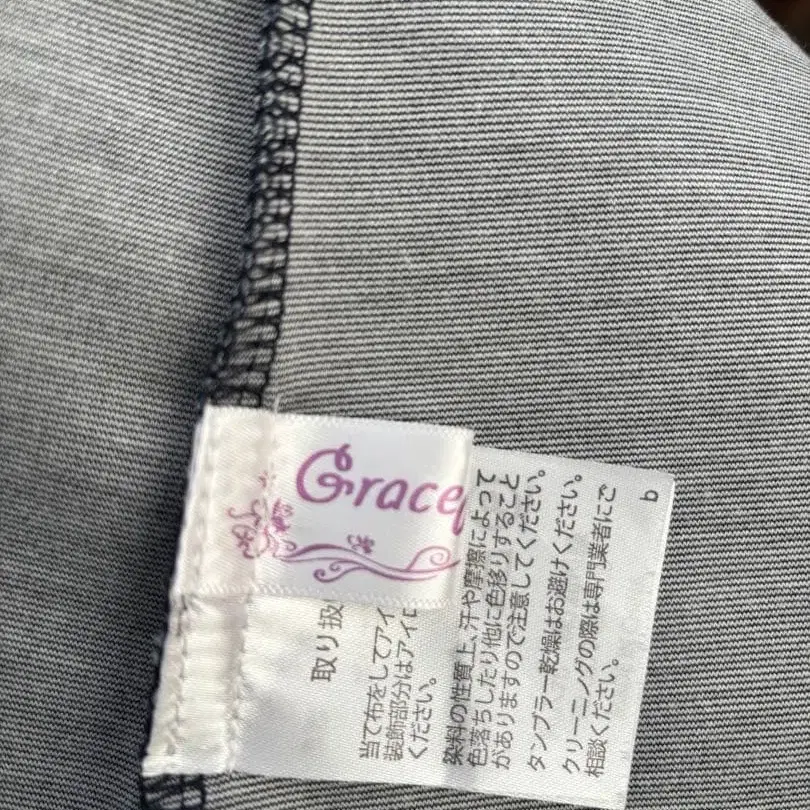 Grace
取り扱
当て布をしてアイ
装飾部分はアイロ
ください。
染料の性質上、汗や摩擦によって
色落ちしたり他に色移りすること
がありますので注意してください。
タンブラー乾燥はお避けください。
クリーニングの際は専門業者にご
相談ください。
b